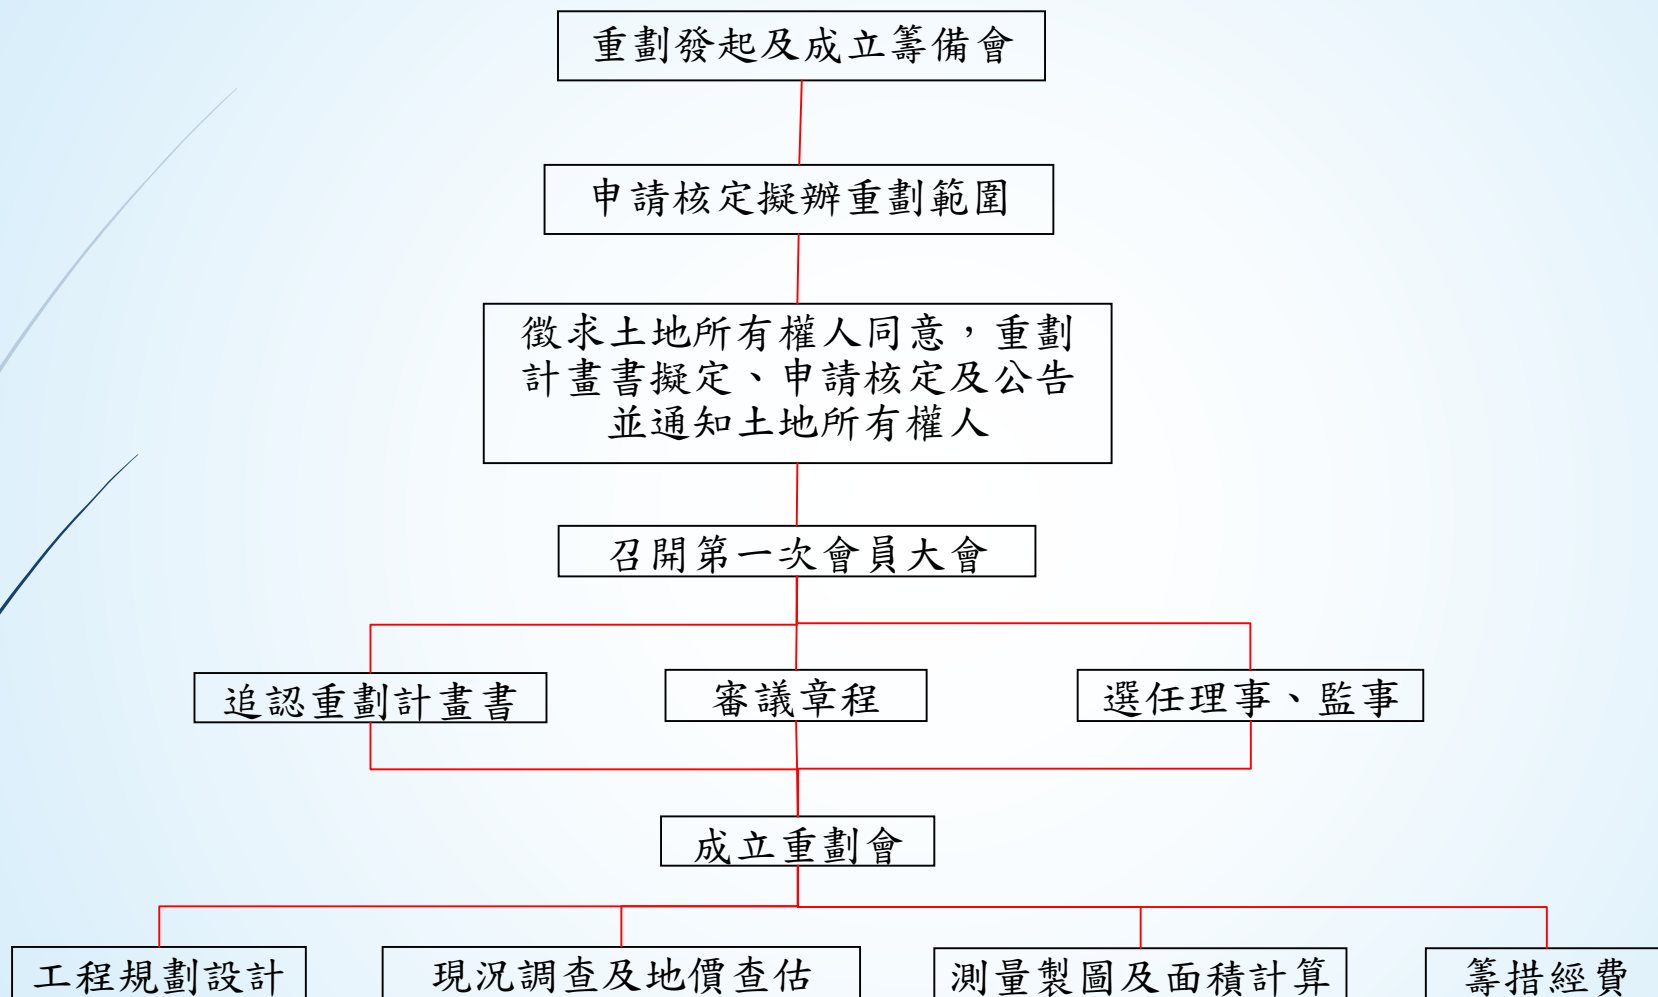 重劃發起及成立籌備會
申請核定擬辦重劃範圍
徵求土地所有權人同意，重劃
計畫書擬定、申請核定及公告
並通知土地所有權人
召開第一次會員大會
追認重劃計畫書
審議章程
選任理事、監事
成立重劃會
工程規劃設計
現況調查及地價查估
測量製圖及面積計算
籌措經費